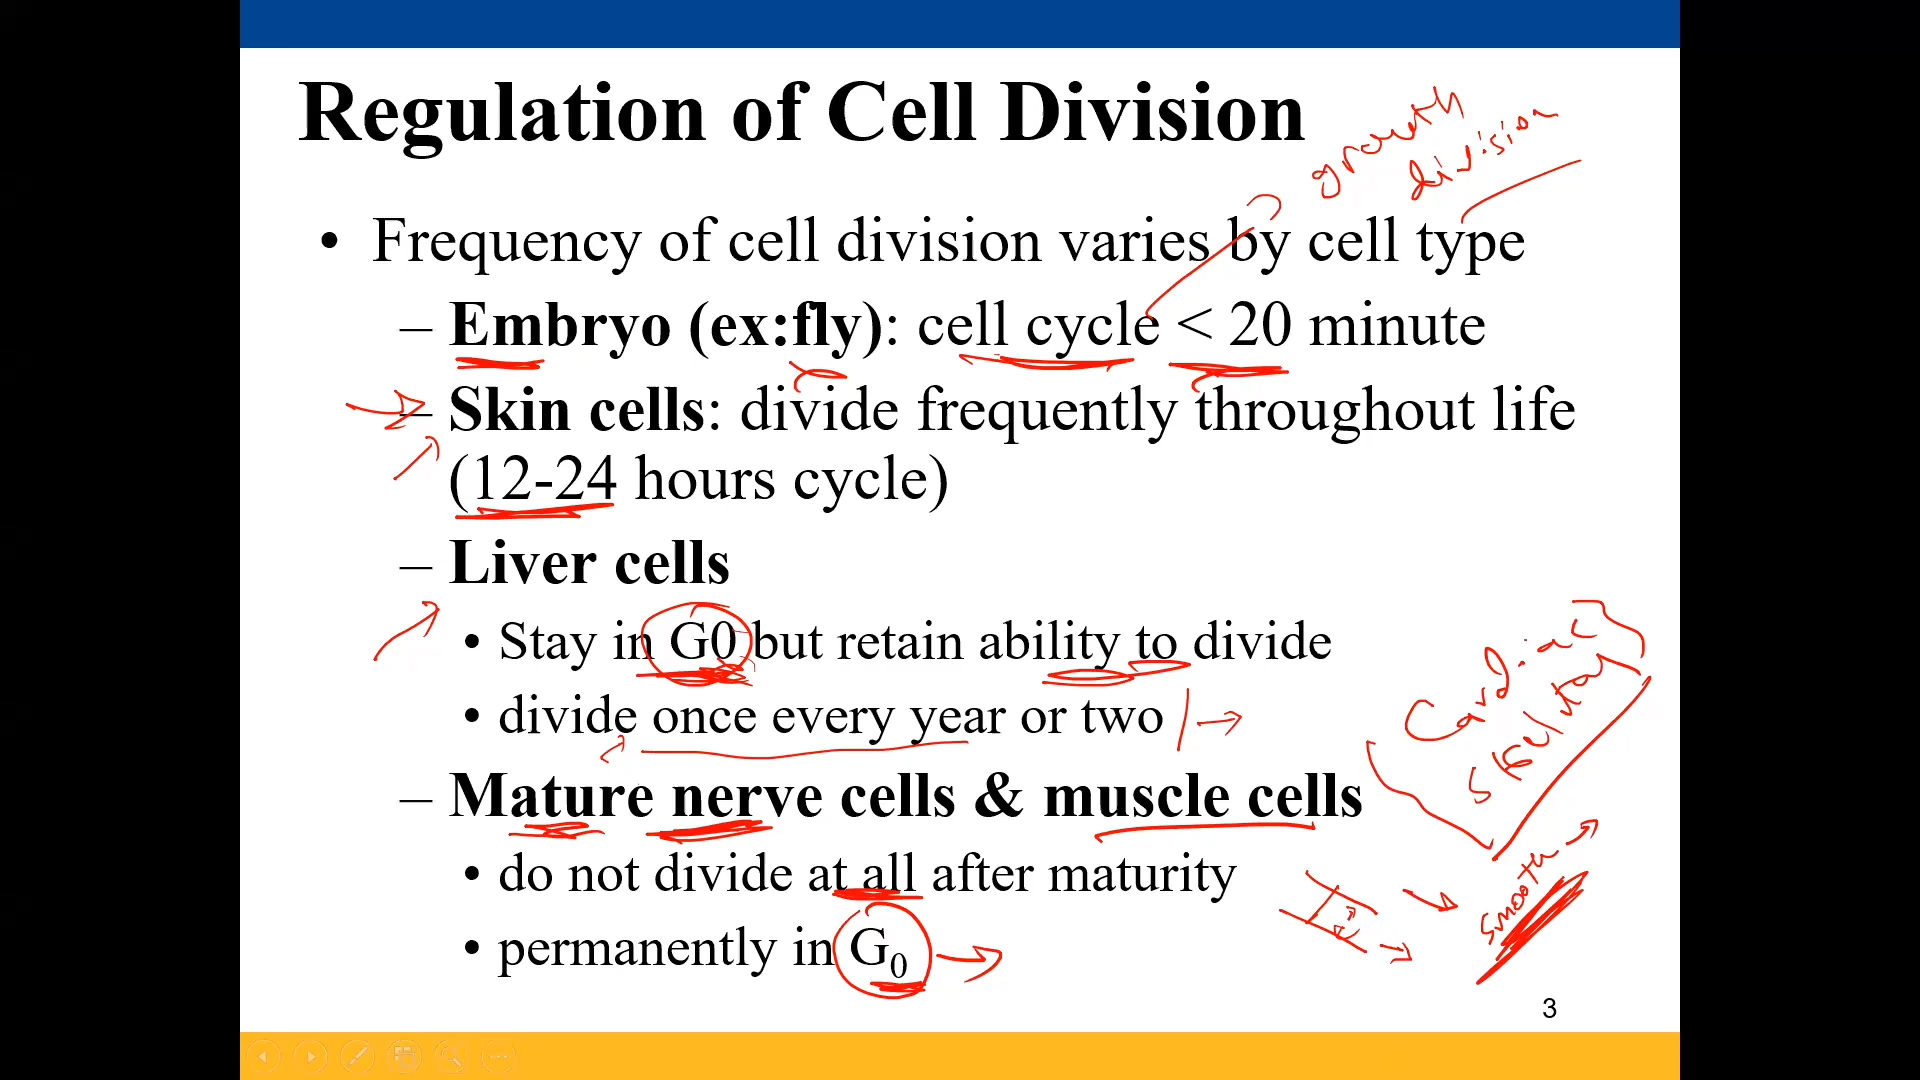 Regulation of Cell Division
growth
division
• Frequency of cell division varies by cell type
– Embryo (ex:fly): cell cycle < 20 minute
– Skin cells: divide frequently throughout life
(12-24 hours cycle)
– Liver cells
• Stay in G0 but retain ability to divide
• divide once every year or two
Cardiac
– Mature nerve cells & muscle cells
• do not divide at all after maturity
smooth
• permanently in G₀
3